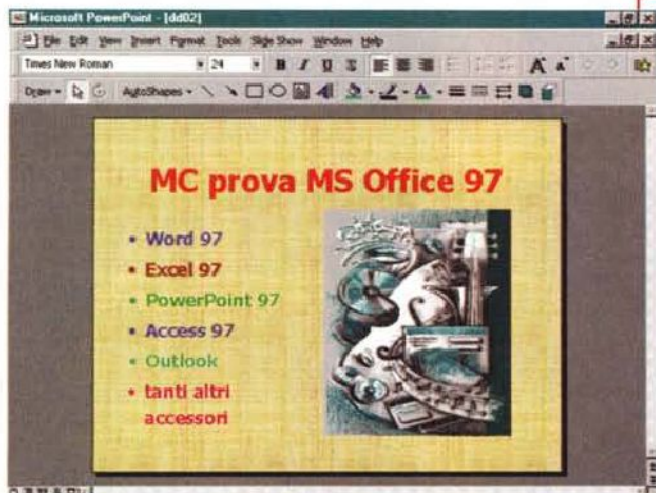 Microsoft PowerPoint - [dd02]
File Edit View Insert Format Tools Slide Show Window Help
Times New Roman 24 B I U S A A
Draw AutoShapes A
MC prova MS Office 97
• Word 97
• Excel 97
• PowerPoint 97
• Access 97
• Outlook
• tanti altri
accessori